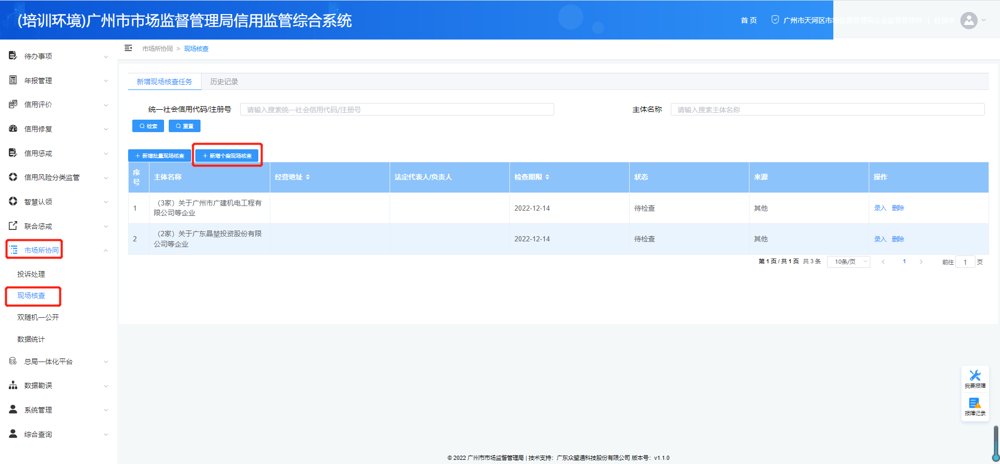 (培训环境)广州市市场监督管理局信用监管综合系统
首 页
广州市天河区市场监督管理局企业监督管理科
待办事项
年报管理
信用评价
信用修复
信用惩戒
信用风险分类监管
智慧认领
联合惩戒
市场所协同
投诉处理
现场核查
双随机一公开
数据统计
总局一体化平台
数据勘误
系统管理
综合查询
市场所协同 > 现场核查
新增现场核查任务 历史记录
统一社会信用代码/注册号 请输入搜索统一社会信用代码/注册号 主体名称 请输入搜索主体名称
检索 重置
+ 新增批量现场核查 + 新增个案现场核查
序号 主体名称 经营地址 法定代表人/负责人 检查期限 状态 来源 操作
1 （3家）关于广州市广建机电工程有 2022-12-14 待检查 其他 录入 删除
限公司等企业
2 （2家）关于广东晶堃投资股份有限 2022-12-14 待检查 其他 录入 删除
公司等企业
第 1 页 / 共 1 页 共 3 条 10条/页 < 1 > 前往 1 页
我要报障
报障记录
© 2022 广州市市场监督管理局 | 技术支持：广东众望通科技股份有限公司 版本号：v1.1.0